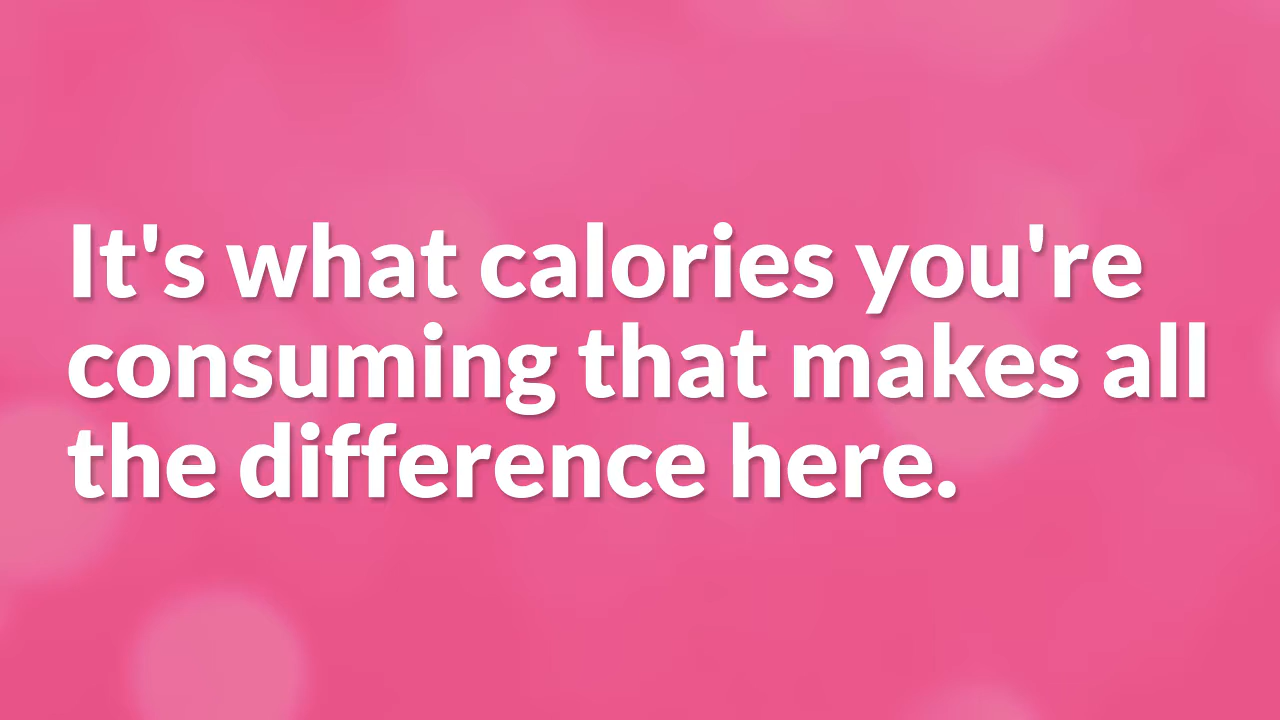 It's what calories you're
consuming that makes all
the difference here.